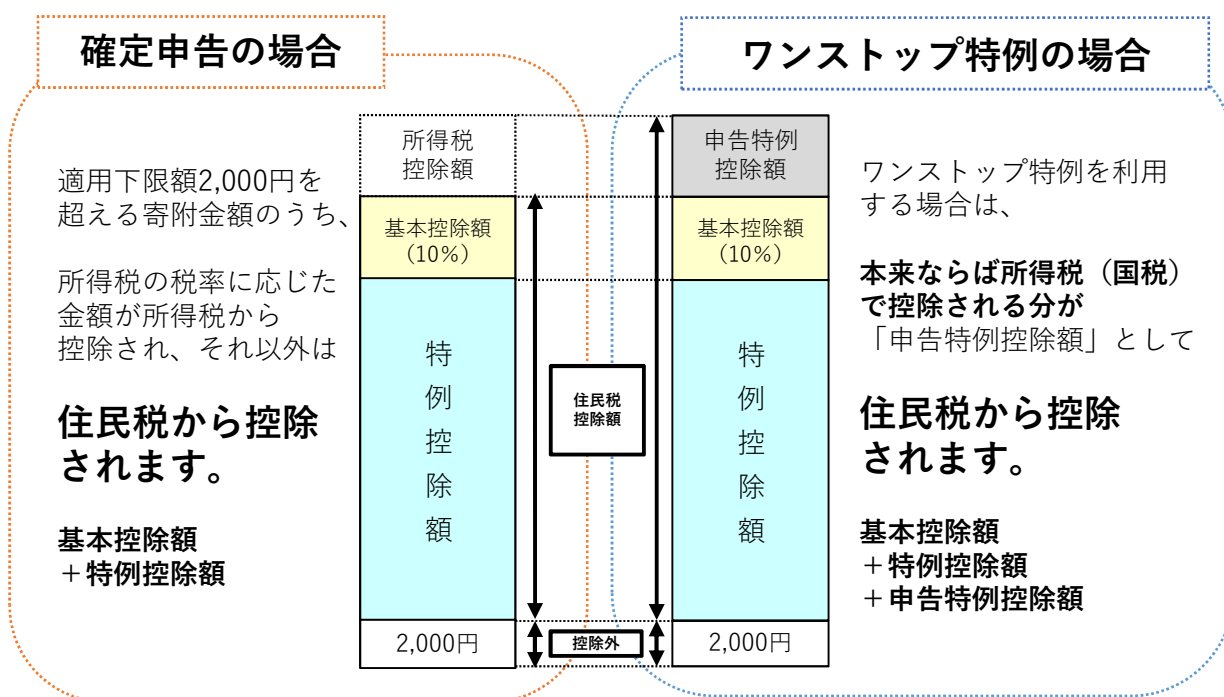 確定申告の場合
適用下限額2,000円を
超える寄附金額のうち、
所得税の税率に応じた
金額が所得税から
控除され、それ以外は
住民税から控除
されます。
基本控除額
＋特例控除額
所得税
控除額
基本控除額
(10%)
特例控除額
2,000円
住民税
控除額
控除外
ワンストップ特例の場合
申告特例
控除額
基本控除額
(10%)
特例控除額
2,000円
ワンストップ特例を利用
する場合は、
本来ならば所得税（国税）
で控除される分が
「申告特例控除額」として
住民税から控除
されます。
基本控除額
＋特例控除額
＋申告特例控除額